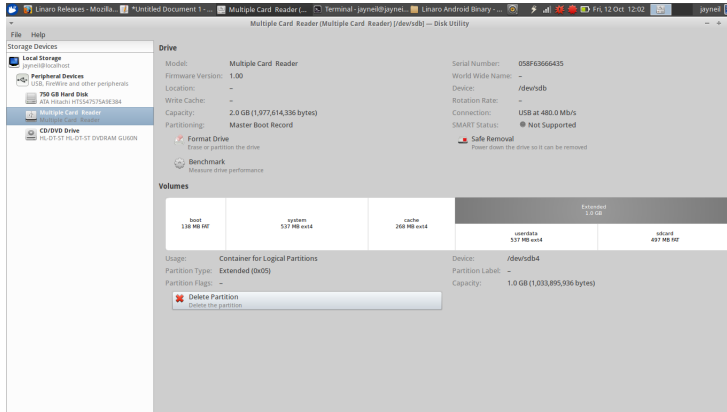 Linaro Releases - Mozilla... *Untitled Document 1 - ... Multiple Card Reader (... Terminal - jayneil@jaynei... Linaro Android Binary - ... Fri, 12 Oct 12:02 jayneil
Multiple Card Reader (Multiple Card Reader) [/dev/sdb] — Disk Utility
File Help
Storage Devices
Local Storage
jayneil@localhost
Peripheral Devices
USB, FireWire and other peripherals
750 GB Hard Disk
ATA Hitachi HTS547575A9E384
Multiple Card Reader
Multiple Card Reader
CD/DVD Drive
HL-DT-ST HL-DT-ST DVDRAM GU60N
Drive
Model: Multiple Card Reader Serial Number: 058F63666435
Firmware Version: 1.00 World Wide Name: –
Location: – Device: /dev/sdb
Write Cache: – Rotation Rate: –
Capacity: 2.0 GB (1,977,614,336 bytes) Connection: USB at 480.0 Mb/s
Partitioning: Master Boot Record SMART Status: Not Supported
Format Drive Safe Removal
Erase or partition the drive Power down the drive so it can be removed
Benchmark
Measure drive performance
Volumes
Extended
1.0 GB
boot system cache
138 MB FAT 537 MB ext4 268 MB ext4
userdata sdcard
537 MB ext4 497 MB FAT
Usage: Container for Logical Partitions Device: /dev/sdb4
Partition Type: Extended (0x05) Partition Label: –
Partition Flags: – Capacity: 1.0 GB (1,033,895,936 bytes)
Delete Partition
Delete the partition